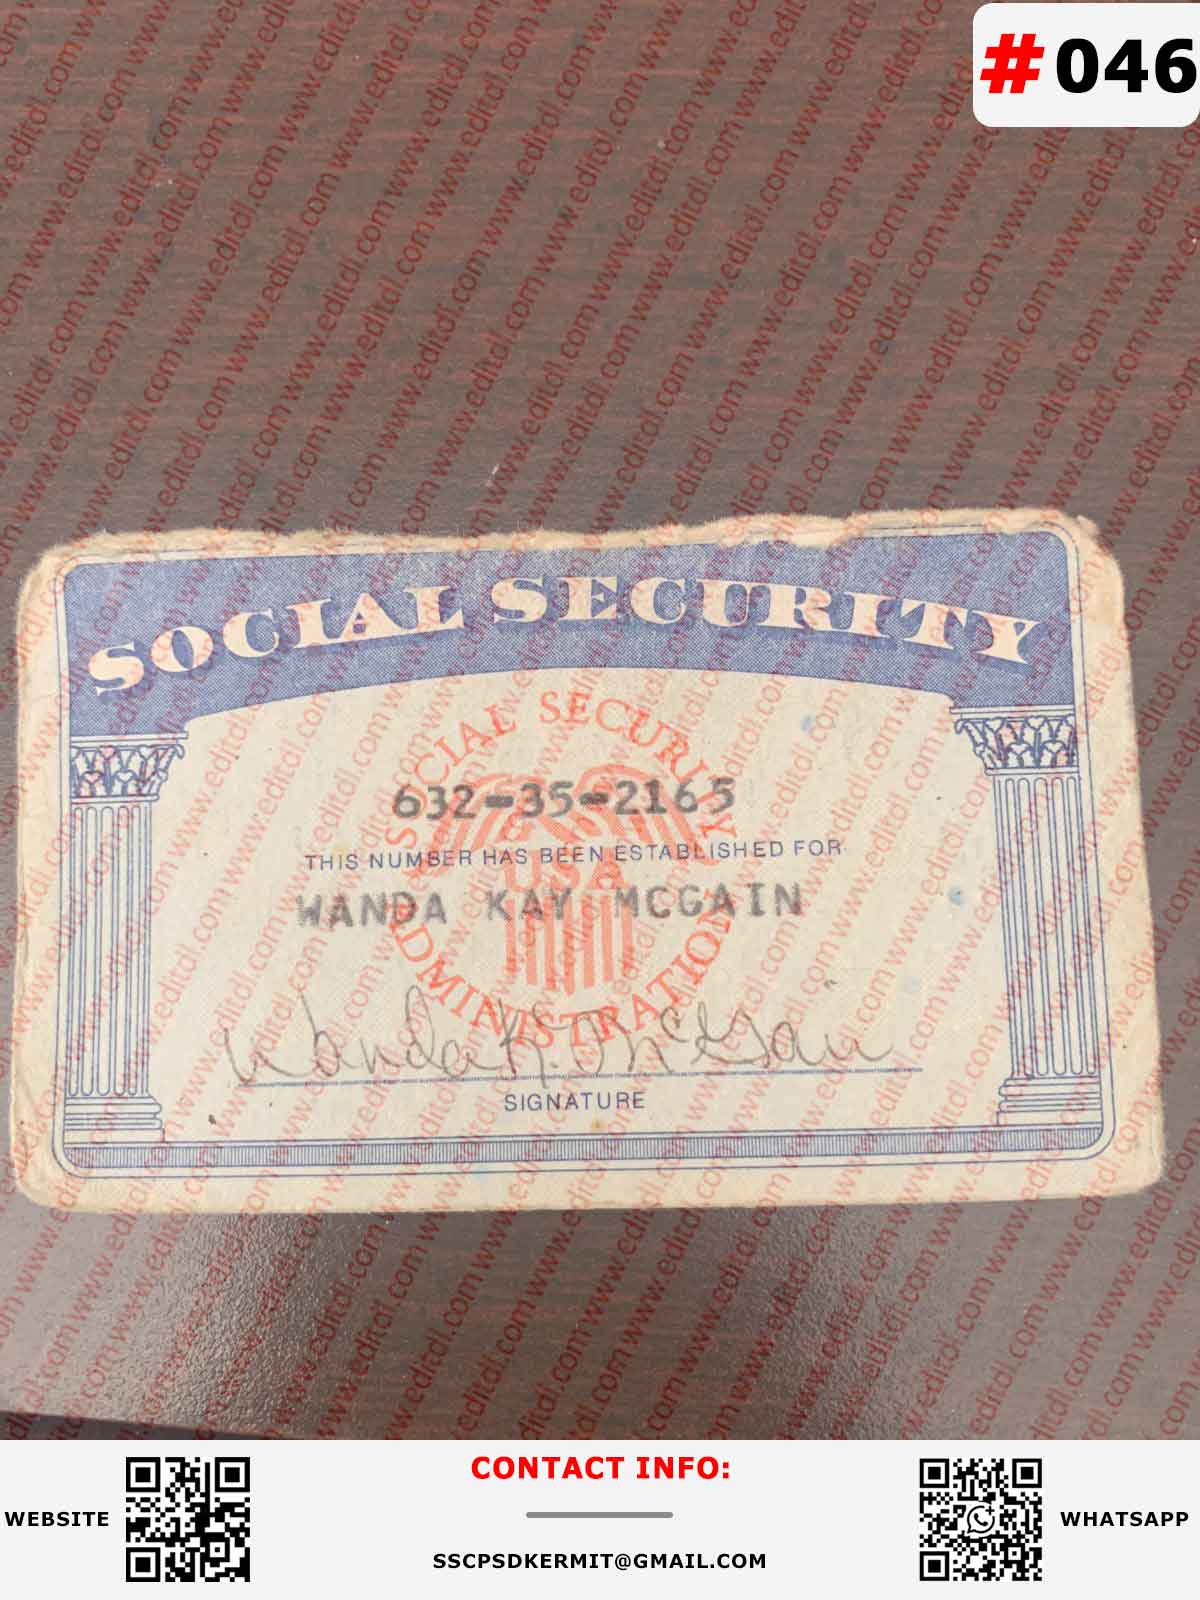 #046
SOCIAL SECURITY
SOCIAL SECURITY
632-35-2165
THIS NUMBER HAS BEEN ESTABLISHED FOR
USA
WANDA KAY MCGAIN
ADMINISTRATION
Wanda K. McGain
SIGNATURE
www.editdl.com
CONTACT INFO:
WEBSITE
WHATSAPP
SSCPSDKERMIT@GMAIL.COM